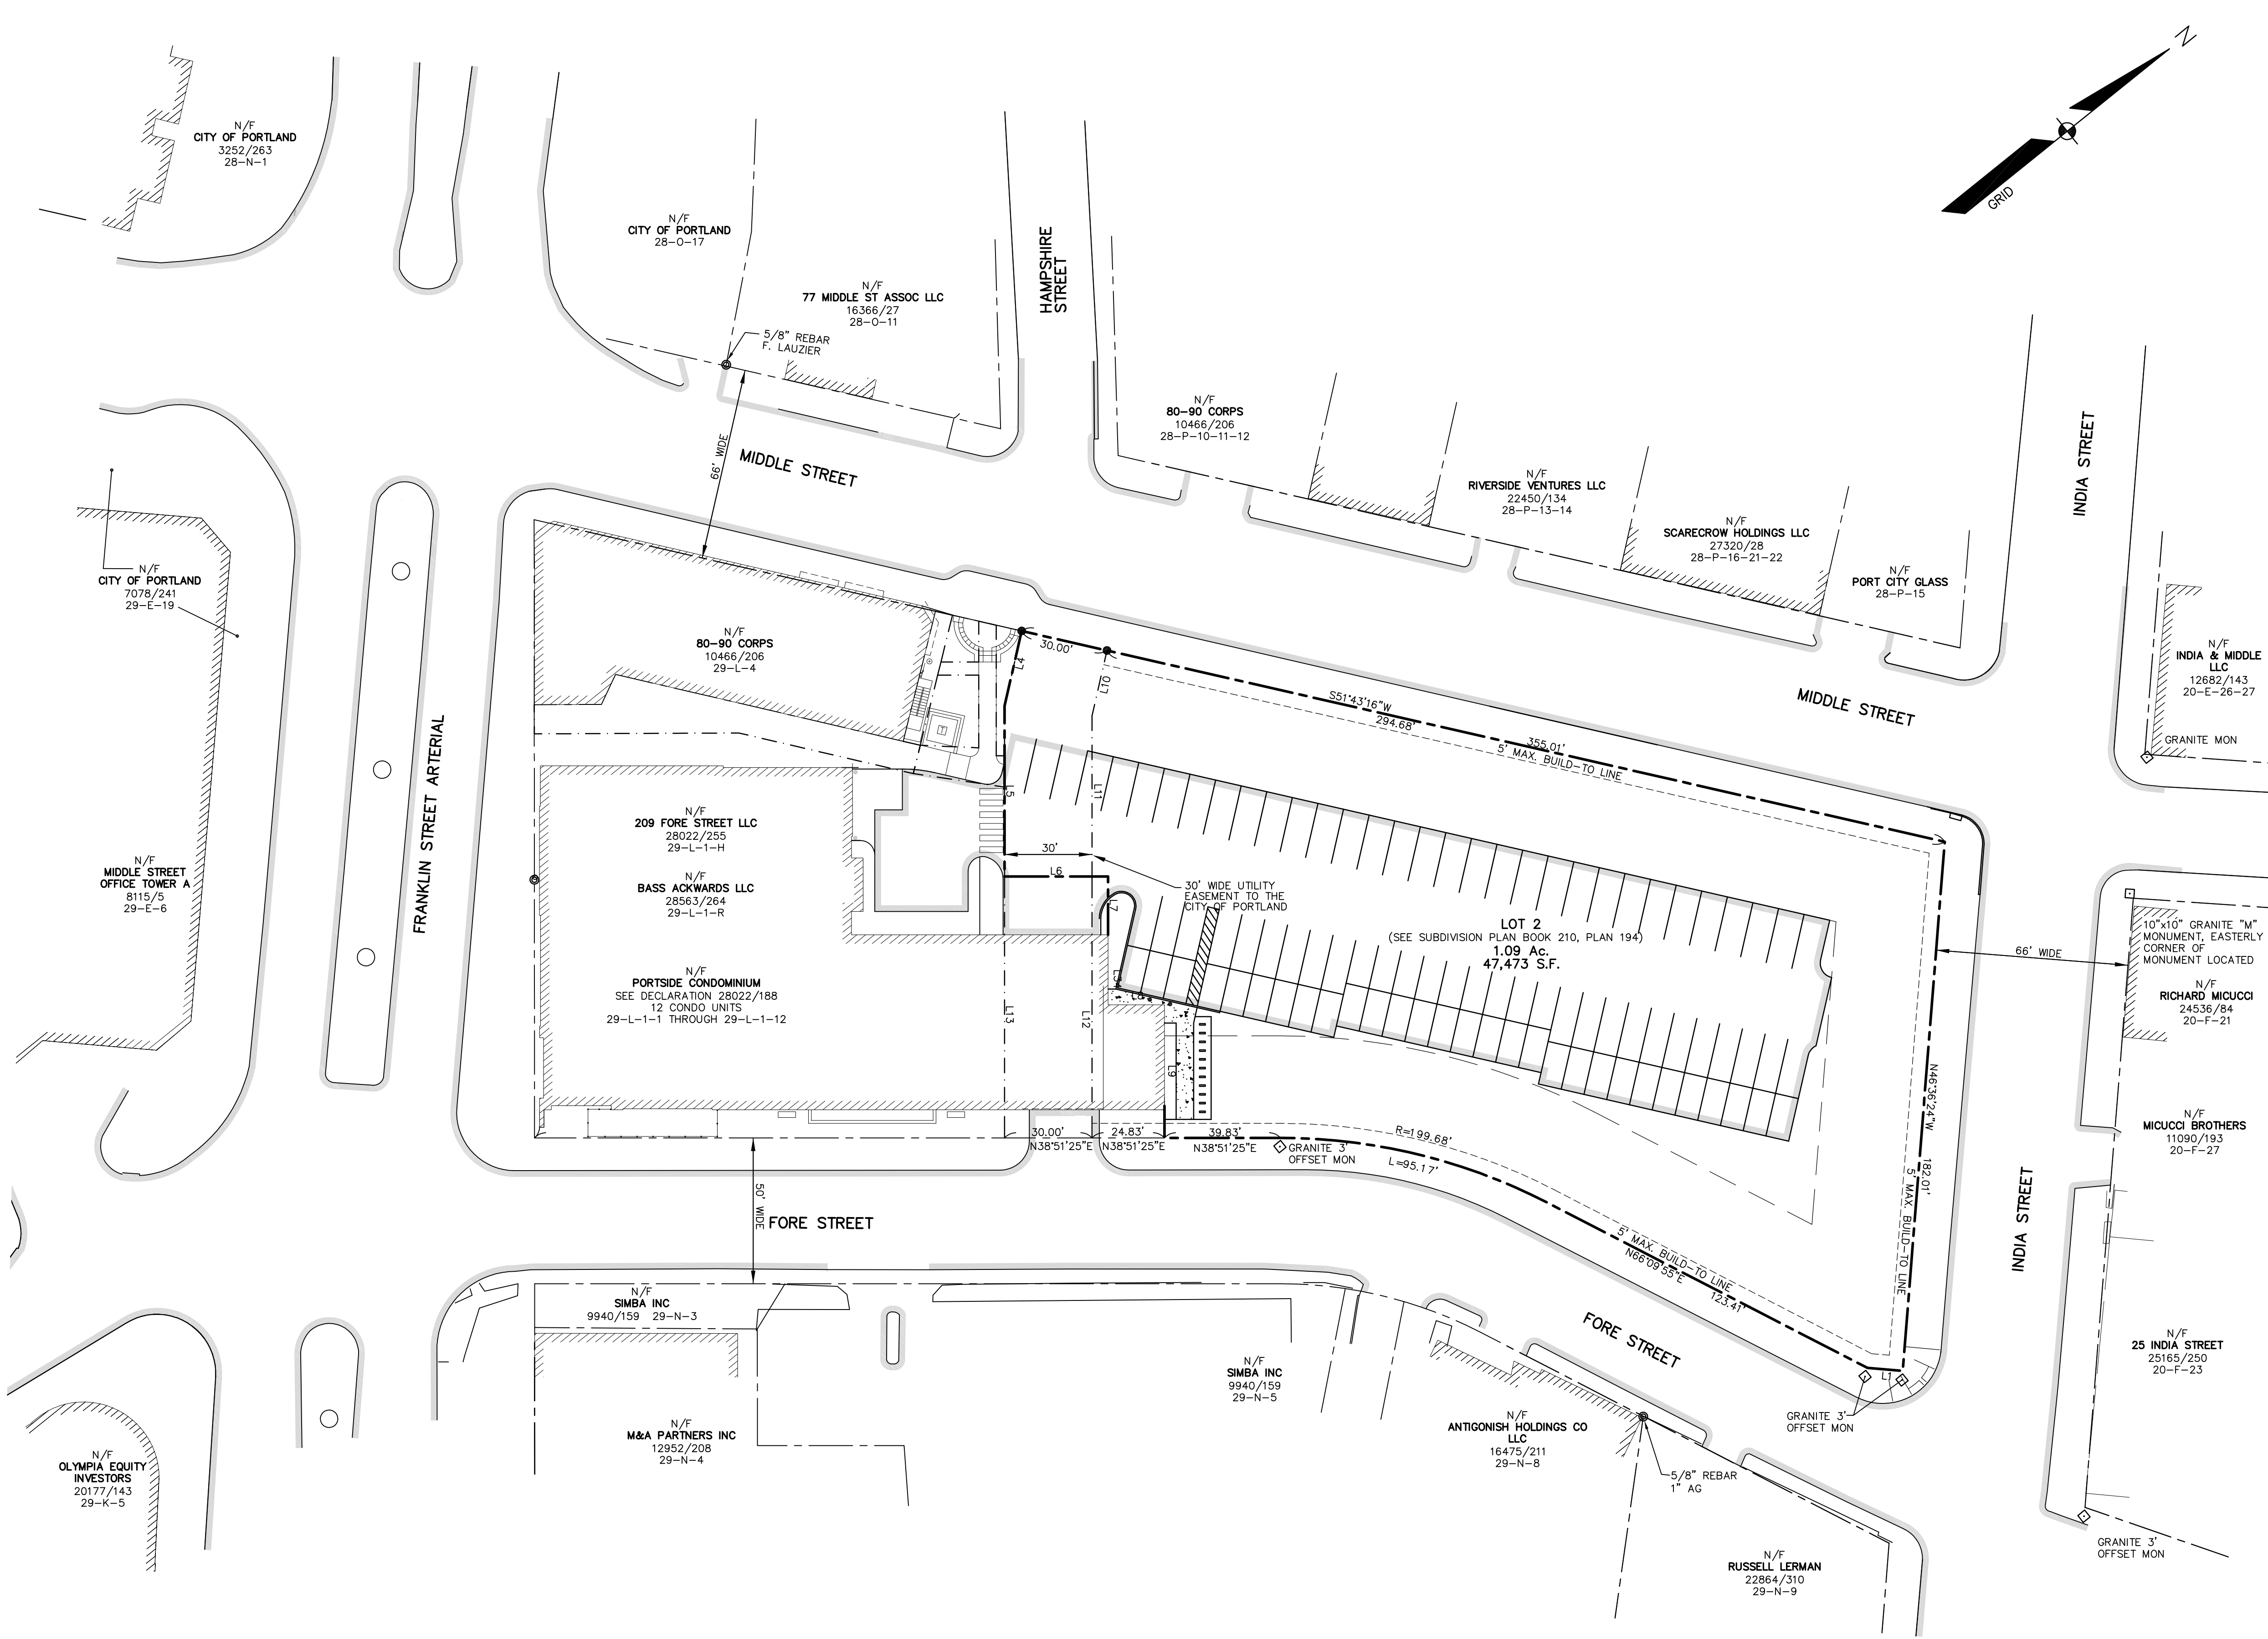 N
GRID
N/F
CITY OF PORTLAND
3252/263
28-N-1
N/F
CITY OF PORTLAND
28-O-17
N/F
77 MIDDLE ST ASSOC LLC
16366/27
28-O-11
5/8" REBAR
F. LAUZIER
HAMPSHIRE
STREET
66' WIDE
MIDDLE STREET
N/F
80-90 CORPS
10466/206
28-P-10-11-12
N/F
RIVERSIDE VENTURES LLC
22450/134
28-P-13-14
N/F
SCARECROW HOLDINGS LLC
27320/28
28-P-16-21-22
N/F
PORT CITY GLASS
28-P-15
INDIA STREET
N/F
INDIA & MIDDLE
LLC
12682/143
20-E-26-27
GRANITE MON
MIDDLE STREET
N/F
CITY OF PORTLAND
7078/241
29-E-19
N/F
80-90 CORPS
10466/206
29-L-4
L4
30.00'
L10
S51°43'16"W
294.68'
355.01'
5' MAX. BUILD-TO LINE
FRANKLIN STREET ARTERIAL
N/F
MIDDLE STREET
OFFICE TOWER A
8115/5
29-E-6
N/F
209 FORE STREET LLC
28022/255
29-L-1-H
N/F
BASS ACKWARDS LLC
28563/264
29-L-1-R
N/F
PORTSIDE CONDOMINIUM
SEE DECLARATION 28022/188
12 CONDO UNITS
29-L-1-1 THROUGH 29-L-1-12
L5
L11
30'
L6
L7
30' WIDE UTILITY
EASEMENT TO THE
CITY OF PORTLAND
L13
L12
L9
LOT 2
(SEE SUBDIVISION PLAN BOOK 210, PLAN 194)
1.09 Ac.
47,473 S.F.
66' WIDE
10"x10" GRANITE "M"
MONUMENT, EASTERLY
CORNER OF
MONUMENT LOCATED
N/F
RICHARD MICUCCI
24536/84
20-F-21
N46°36'24"W
182.01'
5' MAX. BUILD-TO LINE
N/F
MICUCCI BROTHERS
11090/193
20-F-27
30.00'
N38°51'25"E
24.83'
N38°51'25"E
39.83'
N38°51'25"E
GRANITE 3'
OFFSET MON
R=199.68'
L=95.17'
50' WIDE
FORE STREET
5' MAX. BUILD-TO LINE
N66°09'55"E
123.41'
INDIA STREET
FORE STREET
N/F
SIMBA INC
9940/159 29-N-3
N/F
SIMBA INC
9940/159
29-N-5
L1
GRANITE 3'
OFFSET MON
N/F
25 INDIA STREET
25165/250
20-F-23
N/F
M&A PARTNERS INC
12952/208
29-N-4
N/F
ANTIGONISH HOLDINGS CO
LLC
16475/211
29-N-8
5/8" REBAR
1" AG
N/F
OLYMPIA EQUITY
INVESTORS
20177/143
29-K-5
GRANITE 3'
OFFSET MON
N/F
RUSSELL LERMAN
22864/310
29-N-9